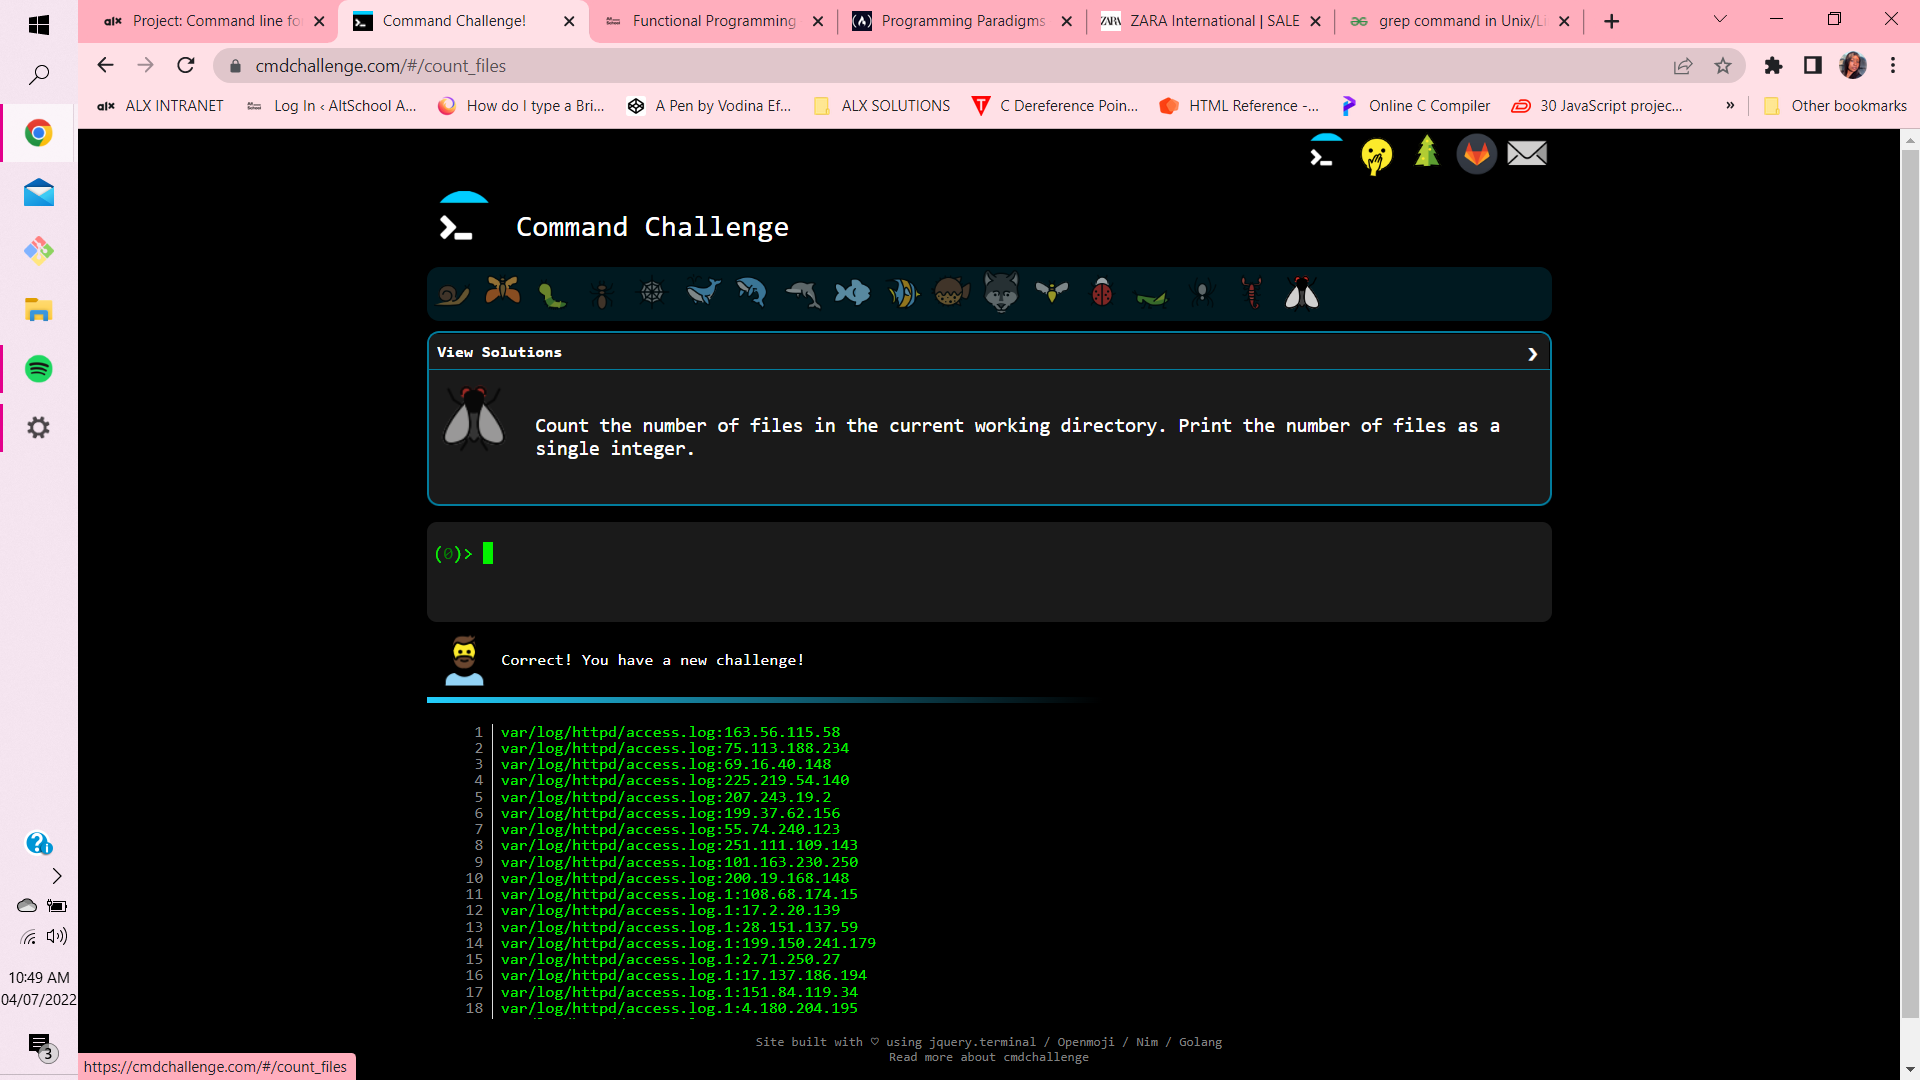 Project: Command line fo
Command Challenge!
Functional Programming
Programming Paradigms
ZARA International | SALE
grep command in Unix/Li
cmdchallenge.com/#/count_files
ALX INTRANET
Log In ‹ AltSchool A...
How do I type a Bri...
A Pen by Vodina Ef...
ALX SOLUTIONS
C Dereference Poin...
HTML Reference -...
Online C Compiler
30 JavaScript projec...
»
Other bookmarks
Command Challenge
View Solutions
Count the number of files in the current working directory. Print the number of files as a
single integer.
(0)>
Correct! You have a new challenge!
1 var/log/httpd/access.log:163.56.115.58
2 var/log/httpd/access.log:75.113.188.234
3 var/log/httpd/access.log:69.16.40.148
4 var/log/httpd/access.log:225.219.54.140
5 var/log/httpd/access.log:207.243.19.2
6 var/log/httpd/access.log:199.37.62.156
7 var/log/httpd/access.log:55.74.240.123
8 var/log/httpd/access.log:251.111.109.143
9 var/log/httpd/access.log:101.163.230.250
10 var/log/httpd/access.log:200.19.168.148
11 var/log/httpd/access.log.1:108.68.174.15
12 var/log/httpd/access.log.1:17.2.20.139
13 var/log/httpd/access.log.1:28.151.137.59
14 var/log/httpd/access.log.1:199.150.241.179
15 var/log/httpd/access.log.1:2.71.250.27
16 var/log/httpd/access.log.1:17.137.186.194
17 var/log/httpd/access.log.1:151.84.119.34
18 var/log/httpd/access.log.1:4.180.204.195
Site built with ♡ using jquery.terminal / Openmoji / Nim / Golang
Read more about cmdchallenge
10:49 AM
04/07/2022
3
https://cmdchallenge.com/#/count_files